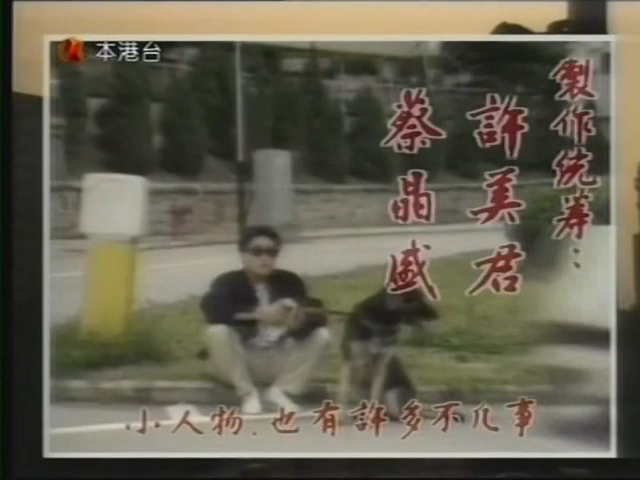 本港台
製作統籌：
許美君
蔡晶盛
小人物．也有許多不凡事